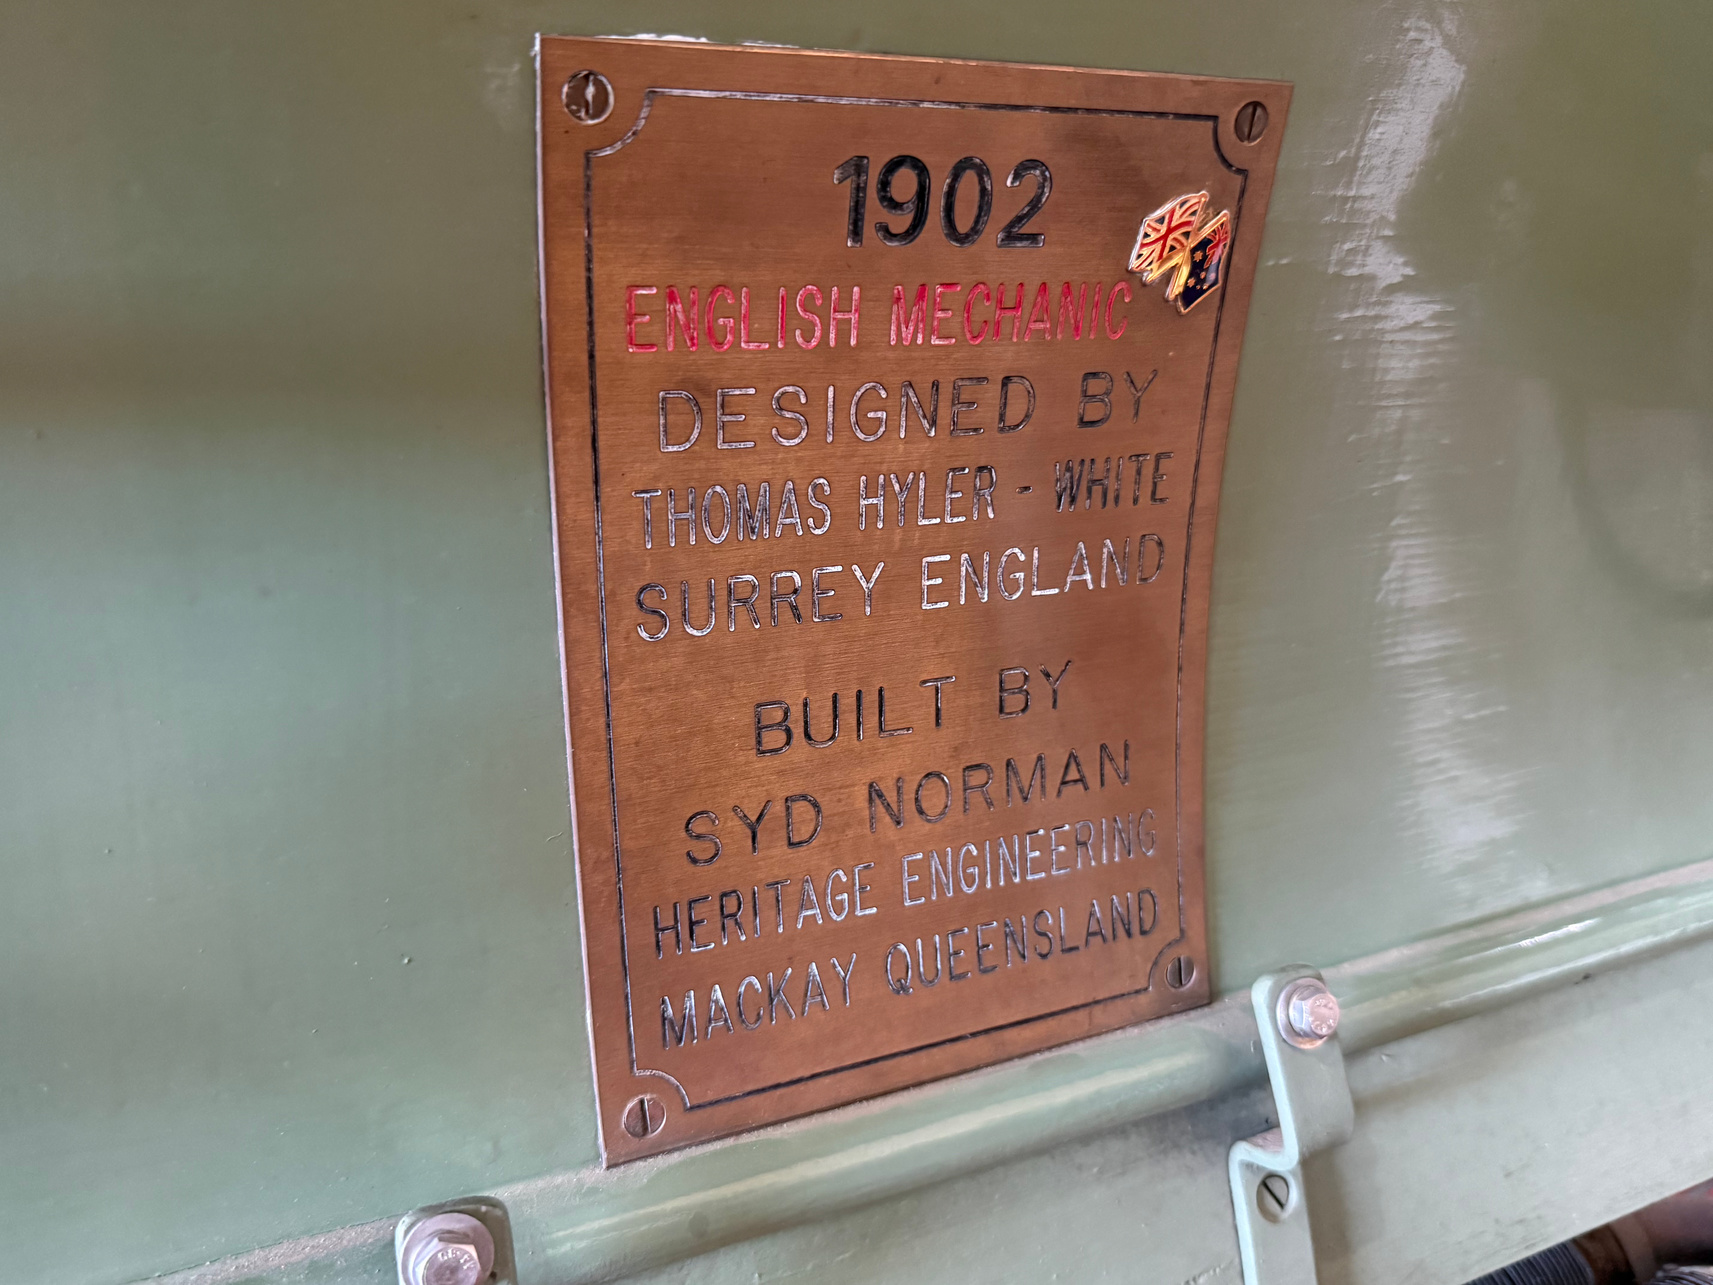 1902
ENGLISH MECHANIC
DESIGNED BY
THOMAS HYLER - WHITE
SURREY ENGLAND
BUILT BY
SYD NORMAN
HERITAGE ENGINEERING
MACKAY QUEENSLAND